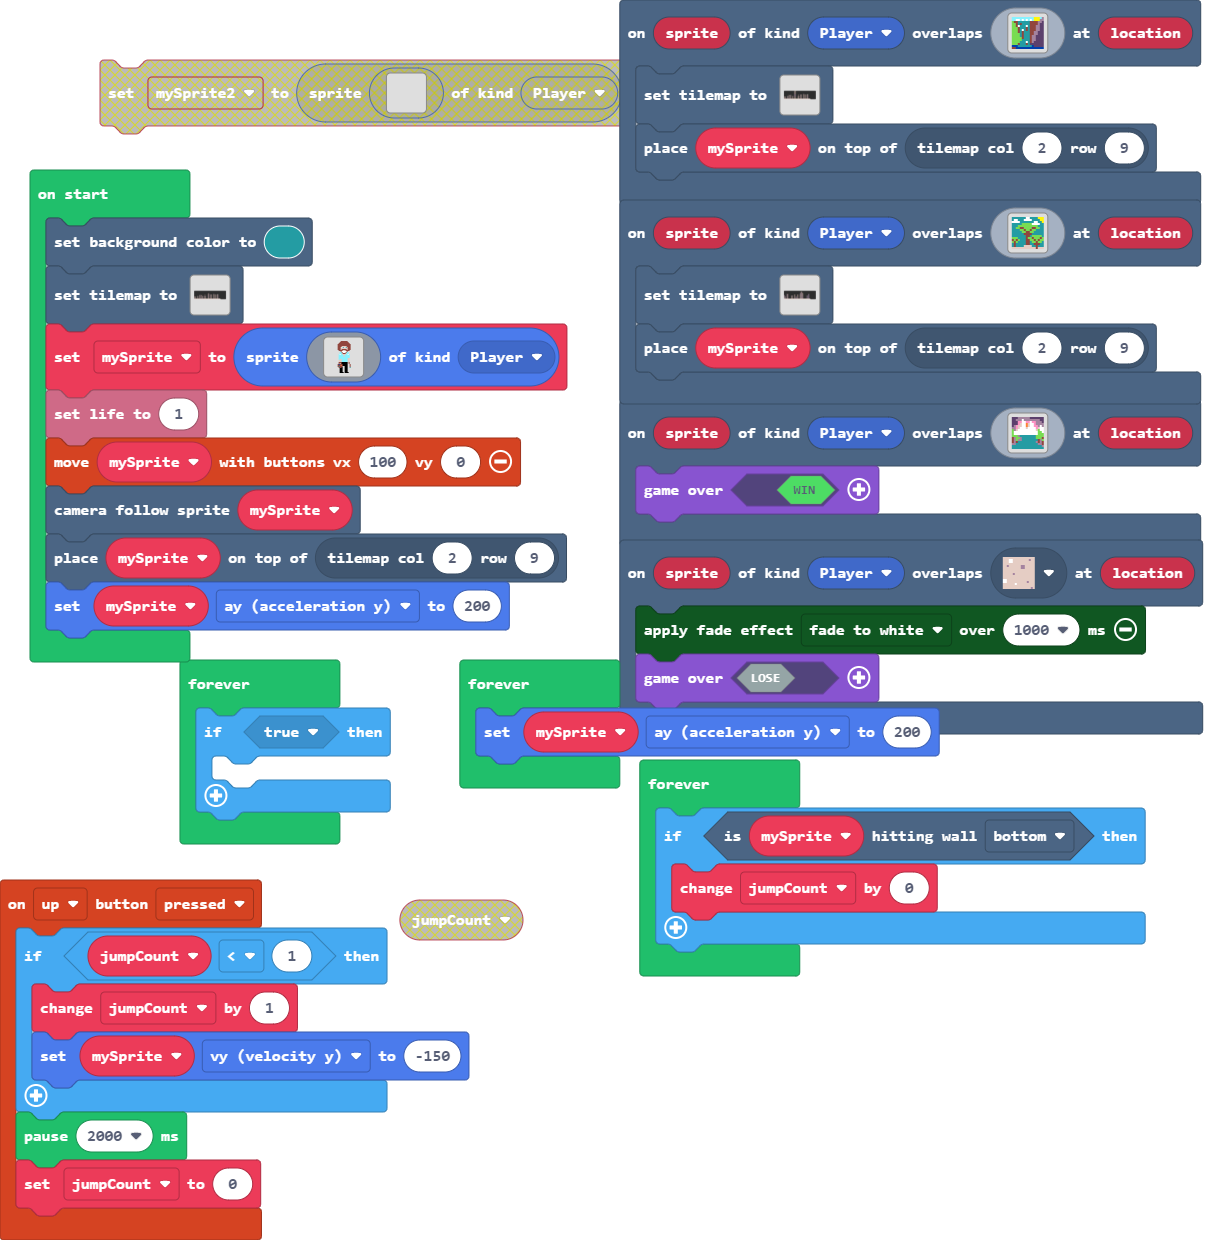 set mySprite2 to sprite of kind Player
on start
set background color to
set tilemap to
set mySprite to sprite of kind Player
set life to 1
move mySprite with buttons vx 100 vy 0
camera follow sprite mySprite
place mySprite on top of tilemap col 2 row 9
set mySprite ay (acceleration y) to 200
on sprite of kind Player overlaps at location
set tilemap to
place mySprite on top of tilemap col 2 row 9
on sprite of kind Player overlaps at location
set tilemap to
place mySprite on top of tilemap col 2 row 9
on sprite of kind Player overlaps at location
game over WIN
on sprite of kind Player overlaps at location
apply fade effect fade to white over 1000 ms
game over LOSE
forever
if true then
forever
set mySprite ay (acceleration y) to 200
forever
if is mySprite hitting wall bottom then
change jumpCount by 0
on up button pressed
if jumpCount < 1 then
change jumpCount by 1
set mySprite vy (velocity y) to -150
pause 2000 ms
set jumpCount to 0
jumpCount